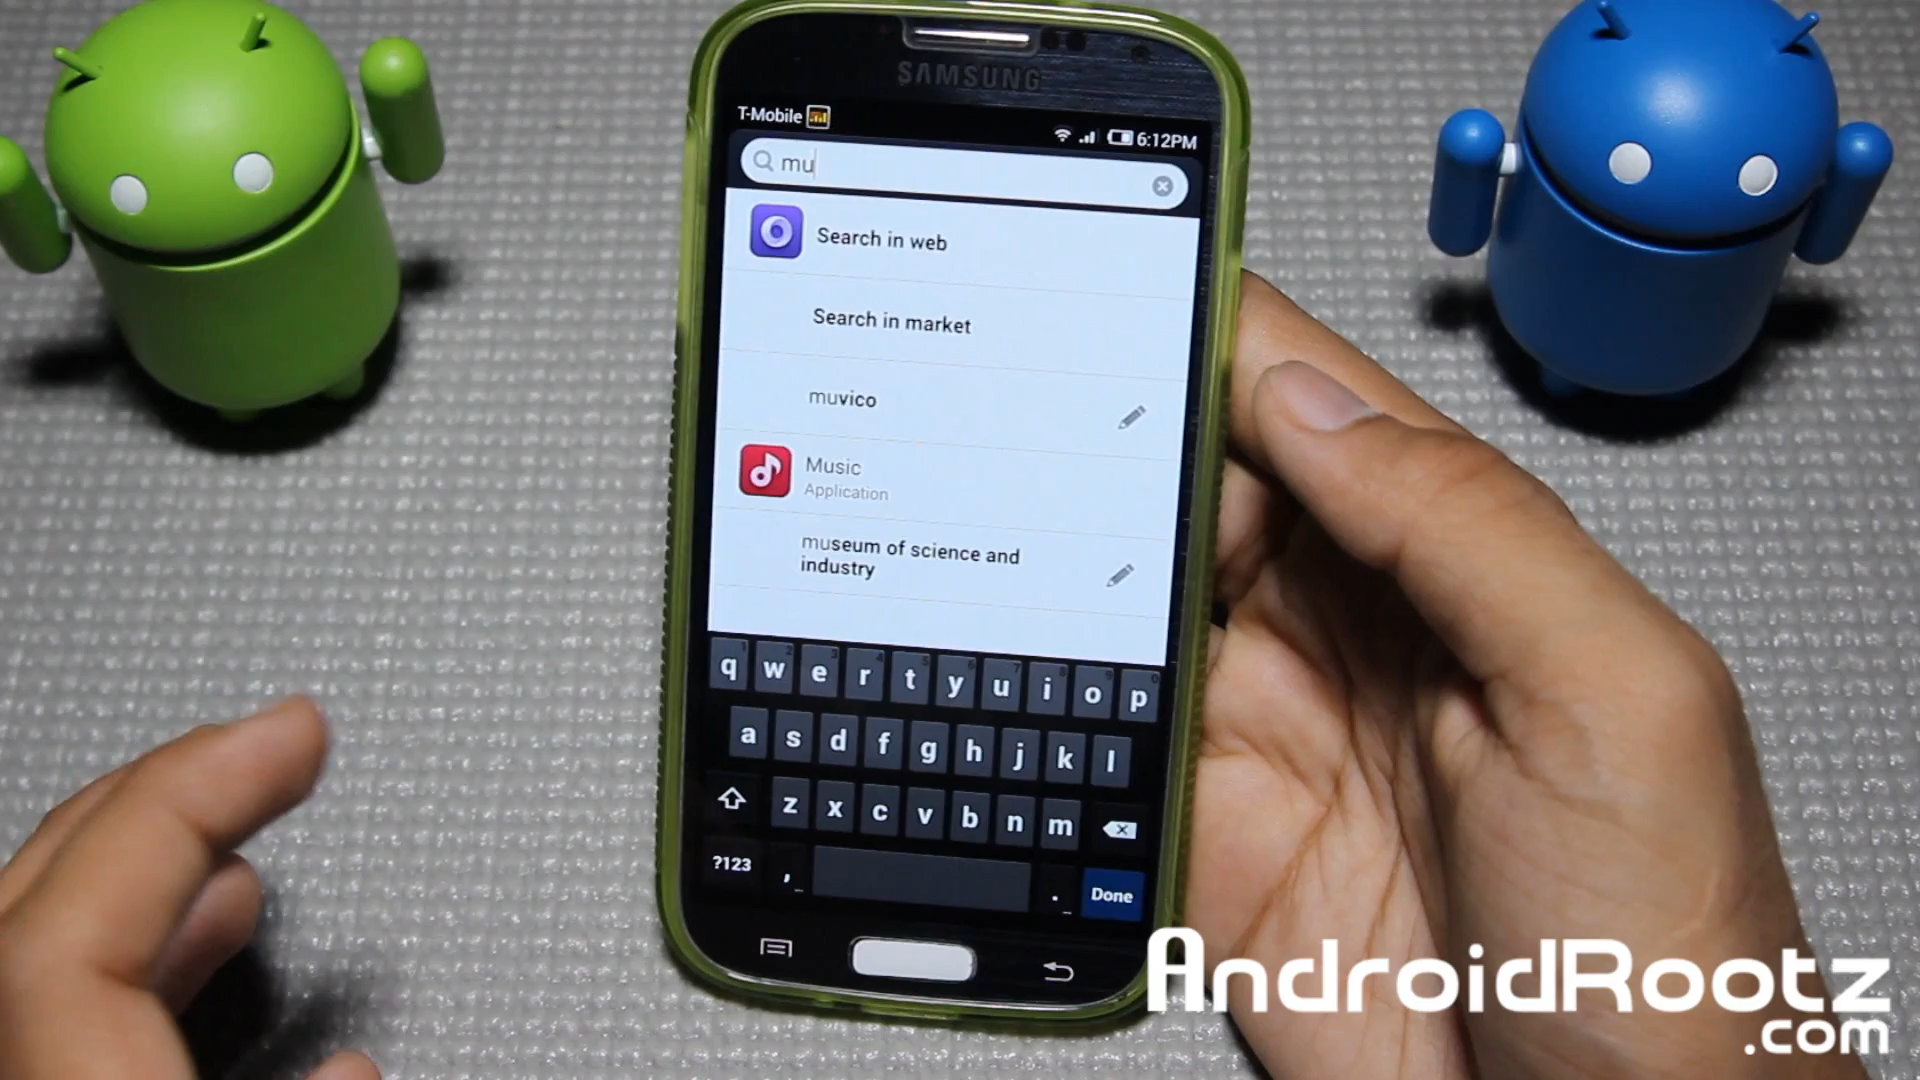 SAMSUNG
T-Mobile
6:12PM
mu
Search in web
Search in market
muvico
Music
Application
museum of science and
industry
q w e r t y u i o p
a s d f g h j k l
z x c v b n m
?123 , . Done
AndroidRootz
.com